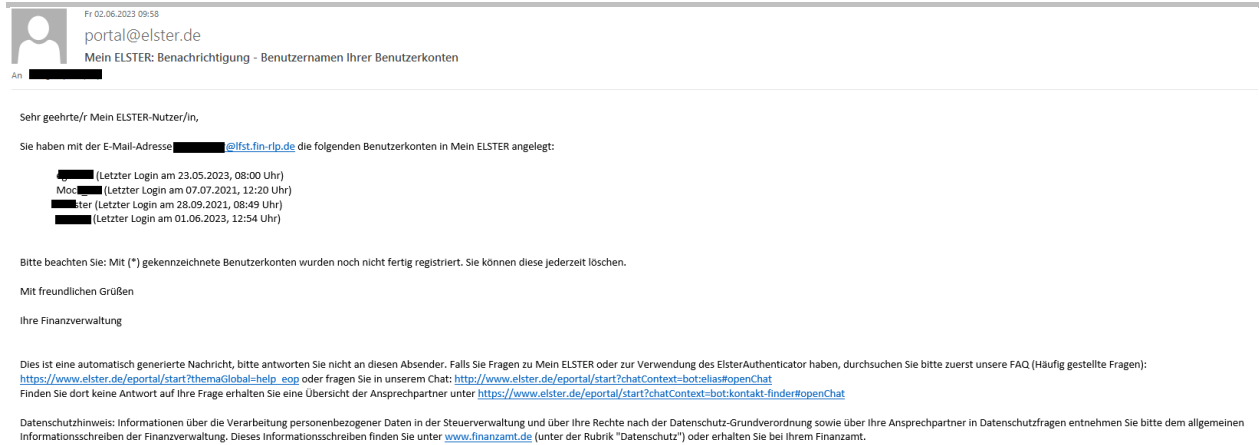 Fr 02.06.2023 09:58
portal@elster.de
Mein ELSTER: Benachrichtigung - Benutzernamen Ihrer Benutzerkonten
An
Sehr geehrte/r Mein ELSTER-Nutzer/in,
Sie haben mit der E-Mail-Adresse @lfst.fin-rlp.de die folgenden Benutzerkonten in Mein ELSTER angelegt:
(Letzter Login am 23.05.2023, 08:00 Uhr)
Moc (Letzter Login am 07.07.2021, 12:20 Uhr)
ster (Letzter Login am 28.09.2021, 08:49 Uhr)
(Letzter Login am 01.06.2023, 12:54 Uhr)
Bitte beachten Sie: Mit (*) gekennzeichnete Benutzerkonten wurden noch nicht fertig registriert. Sie können diese jederzeit löschen.
Mit freundlichen Grüßen
Ihre Finanzverwaltung
Dies ist eine automatisch generierte Nachricht, bitte antworten Sie nicht an diesen Absender. Falls Sie Fragen zu Mein ELSTER oder zur Verwendung des ElsterAuthenticator haben, durchsuchen Sie bitte zuerst unsere FAQ (Häufig gestellte Fragen):
https://www.elster.de/eportal/start?themaGlobal=help_eop oder fragen Sie in unserem Chat: http://www.elster.de/eportal/start?chatContext=bot:elias#openChat
Finden Sie dort keine Antwort auf Ihre Frage erhalten Sie eine Übersicht der Ansprechpartner unter https://www.elster.de/eportal/start?chatContext=bot:kontakt-finder#openChat
Datenschutzhinweis: Informationen über die Verarbeitung personenbezogener Daten in der Steuerverwaltung und über Ihre Rechte nach der Datenschutz-Grundverordnung sowie über Ihre Ansprechpartner in Datenschutzfragen entnehmen Sie bitte dem allgemeinen
Informationsschreiben der Finanzverwaltung. Dieses Informationsschreiben finden Sie unter www.finanzamt.de (unter der Rubrik "Datenschutz") oder erhalten Sie bei Ihrem Finanzamt.